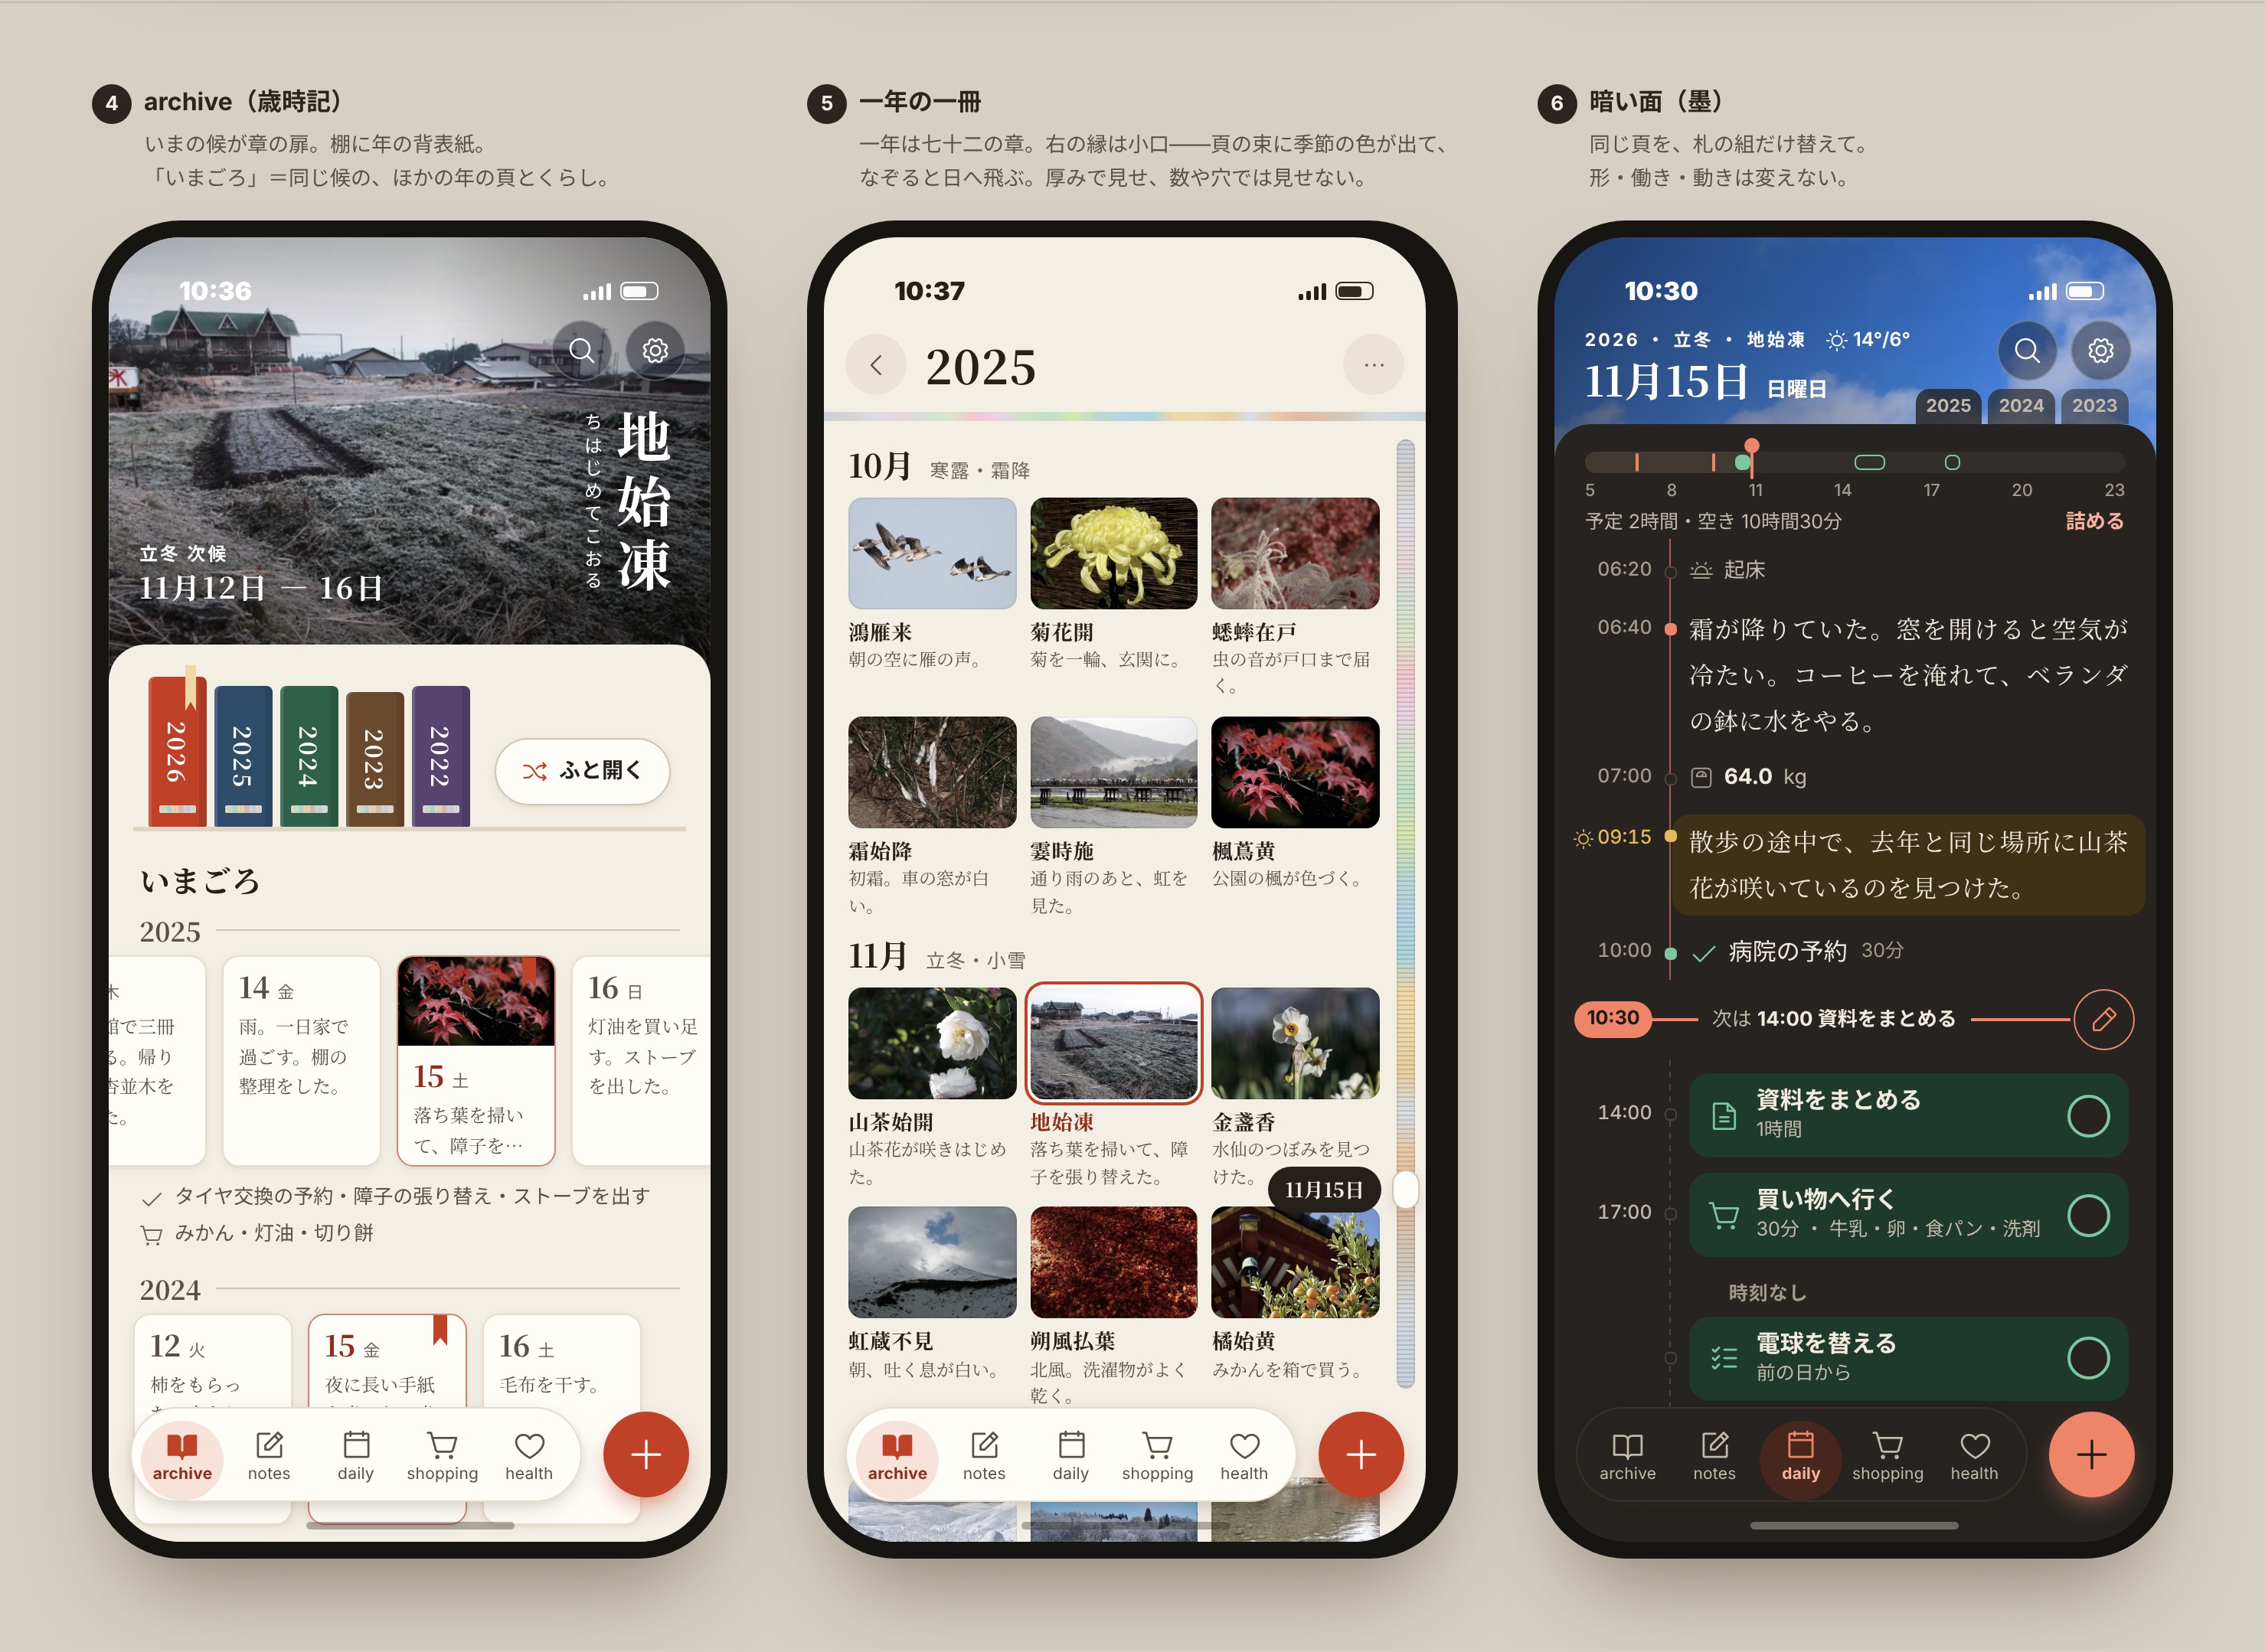 4 archive（歳時記）
いまの候が章の扉。棚に年の背表紙。
「いまごろ」＝同じ候の、ほかの年の頁とくらし。
10:36
地始凍
ちはじめてこおる
立冬 次候
11月12日 — 16日
2026
2025
2024
2023
2022
ふと開く
いまごろ
2025
木
館で三冊
る。帰り
杏並木を
た。
14 金
雨。一日家で
過ごす。棚の
整理をした。
15 土
落ち葉を掃い
て、障子を…
16 日
灯油を買い足
す。ストーブ
を出した。
タイヤ交換の予約・障子の張り替え・ストーブを出す
みかん・灯油・切り餅
2024
12 火
柿をもらっ
15 金
夜に長い手紙
16 土
毛布を干す。
archive
notes
daily
shopping
health
5 一年の一冊
一年は七十二の章。右の縁は小口——頁の束に季節の色が出て、
なぞると日へ飛ぶ。厚みで見せ、数や穴では見せない。
10:37
2025
10月 寒露・霜降
鴻雁来
朝の空に雁の声。
菊花開
菊を一輪、玄関に。
蟋蟀在戸
虫の音が戸口まで届
く。
霜始降
初霜。車の窓が白
い。
霎時施
通り雨のあと、虹を
見た。
楓蔦黄
公園の楓が色づく。
11月 立冬・小雪
山茶始開
山茶花が咲きはじめ
た。
地始凍
落ち葉を掃いて、障
子を張り替えた。
金盞香
水仙のつぼみを見つ
けた。
11月15日
虹蔵不見
朝、吐く息が白い。
朔風払葉
北風。洗濯物がよく
乾く。
橘始黄
みかんを箱で買う。
archive
notes
daily
shopping
health
6 暗い面（墨）
同じ頁を、札の組だけ替えて。
形・働き・動きは変えない。
10:30
2026 ・ 立冬 ・ 地始凍 14°/6°
11月15日 日曜日
2025 2024 2023
5 8 11 14 17 20 23
予定 2時間・空き 10時間30分 詰める
06:20 起床
06:40 霜が降りていた。窓を開けると空気が
冷たい。コーヒーを淹れて、ベランダ
の鉢に水をやる。
07:00 64.0 kg
09:15 散歩の途中で、去年と同じ場所に山茶
花が咲いているのを見つけた。
10:00 病院の予約 30分
10:30 次は 14:00 資料をまとめる
14:00 資料をまとめる
1時間
17:00 買い物へ行く
30分 ・ 牛乳・卵・食パン・洗剤
時刻なし
電球を替える
前の日から
archive
notes
daily
shopping
health